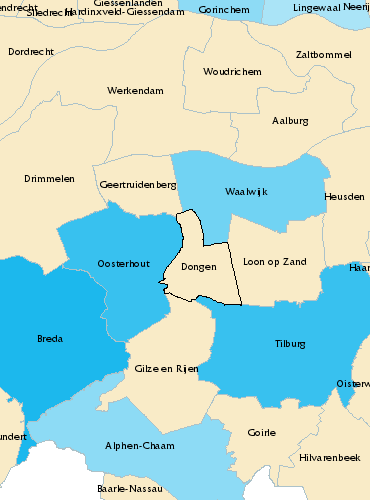 Giessenlanden
endrecht
Sliedrecht
Hardinxveld-Giessendam
Gorinchem
Lingewaal
Neerij
Dordrecht
Zaltbommel
Woudrichem
Werkendam
Aalburg
Drimmelen
Geertruidenberg
Waalwijk
Heusden
Oosterhout
Dongen
Loon op Zand
Haar
Breda
Tilburg
Gilze en Rijen
Oisterw
undert
Goirle
Alphen-Chaam
Hilvarenbeek
Baarle-Nassau